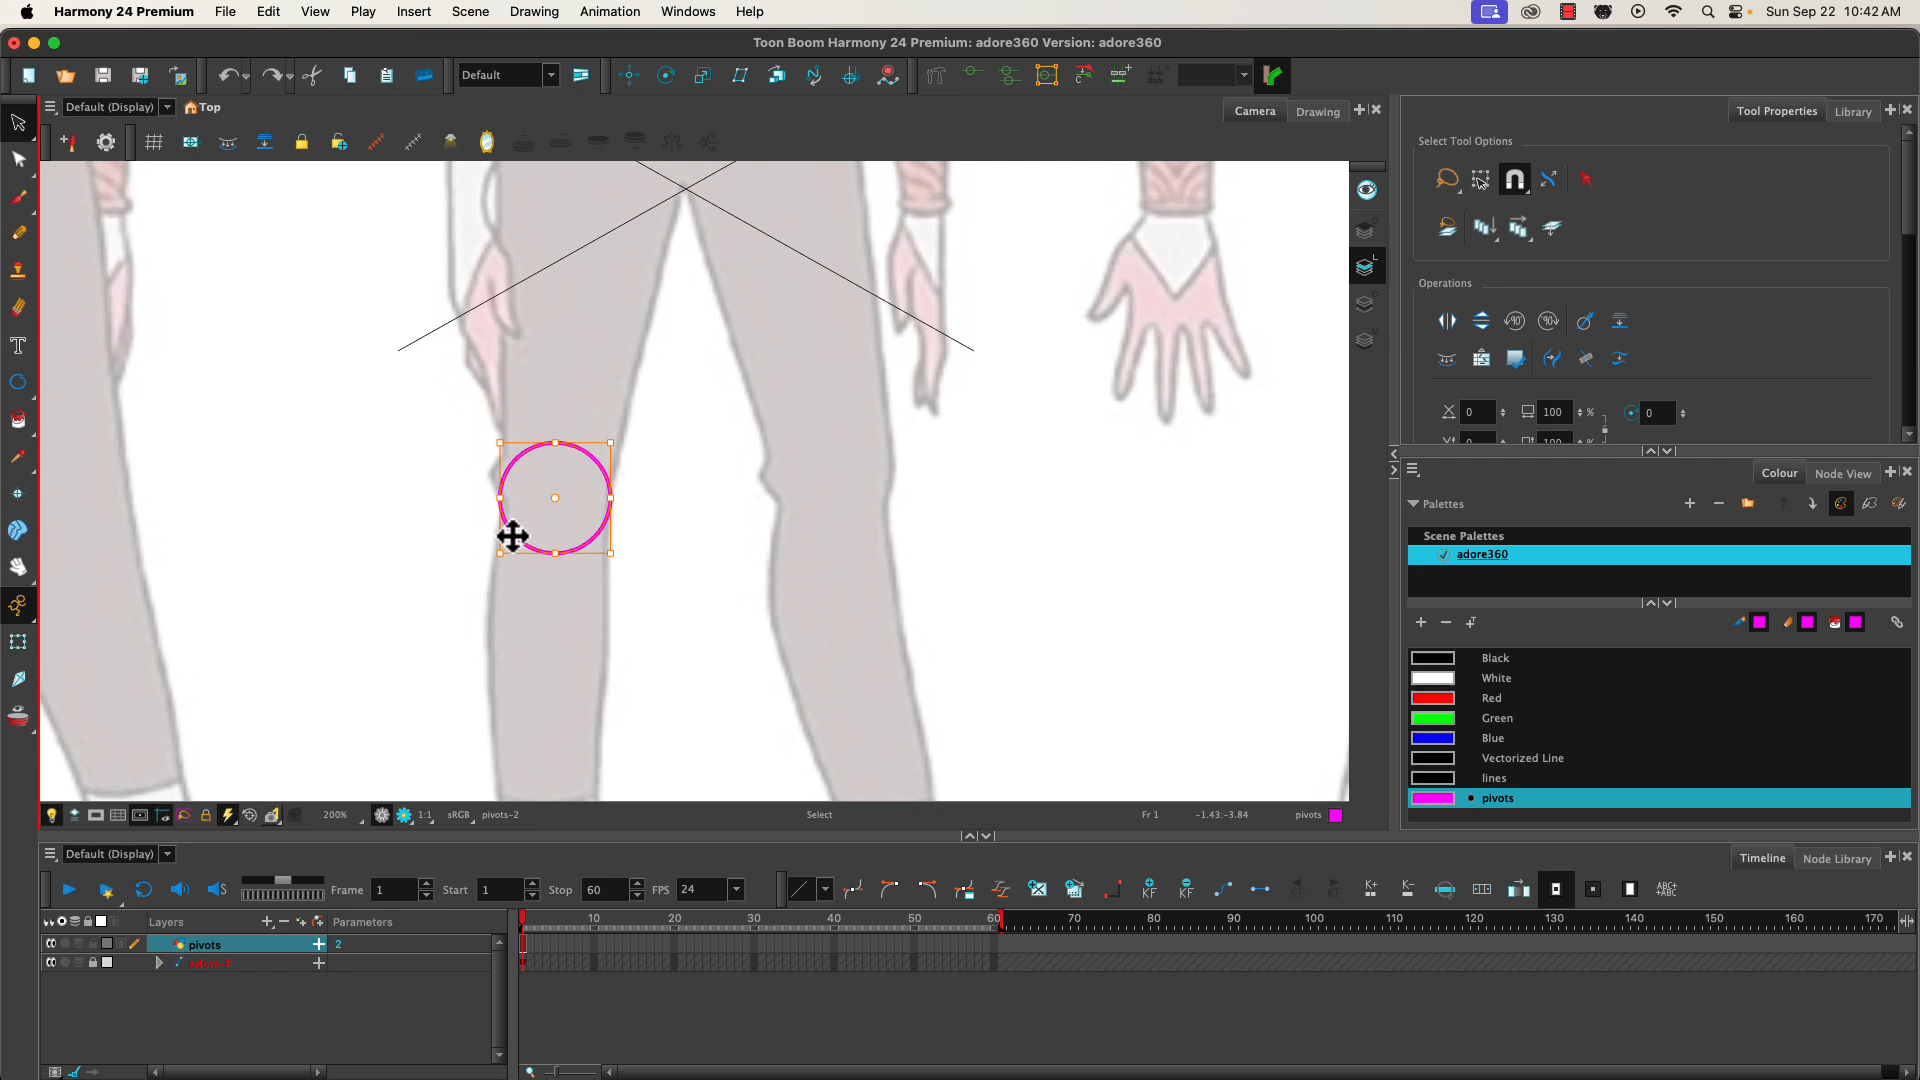 Harmony 24 Premium File Edit View Play Insert Scene Drawing Animation Windows Help Sun Sep 22 10:42 AM
Toon Boom Harmony 24 Premium: adore360 Version: adore360
Default
Default (Display) Top Camera Drawing
Tool Properties Library
Select Tool Options
Operations
0 100 % 0
Colour Node View
Palettes
Scene Palettes
adore360
Black
White
Red
Green
Blue
Vectorized Line
lines
pivots
200% 1:1 sRGB pivots-2 Select Fr 1 -1.43:-3.84 pivots
Default (Display) Timeline Node Library
Frame 1 Start 1 Stop 60 FPS 24
Layers Parameters 10 20 30 40 50 60 70 80 90 100 110 120 130 140 150 160 170
pivots 2